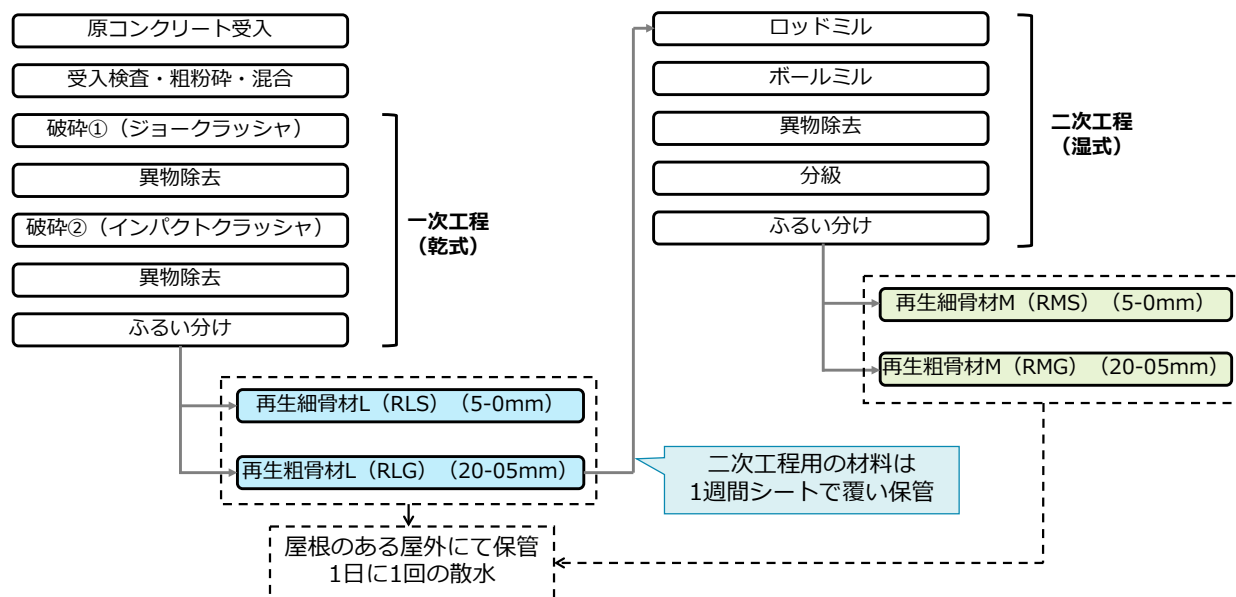 原コンクリート受入
受入検査・粗粉砕・混合
破砕①（ジョークラッシャ）
異物除去
破砕②（インパクトクラッシャ）
異物除去
ふるい分け
一次工程
（乾式）
再生細骨材L（RLS）（5-0mm）
再生粗骨材L（RLG）（20-05mm）
屋根のある屋外にて保管
1日に1回の散水
ロッドミル
ボールミル
異物除去
分級
ふるい分け
二次工程
（湿式）
再生細骨材M（RMS）（5-0mm）
再生粗骨材M（RMG）（20-05mm）
二次工程用の材料は
1週間シートで覆い保管